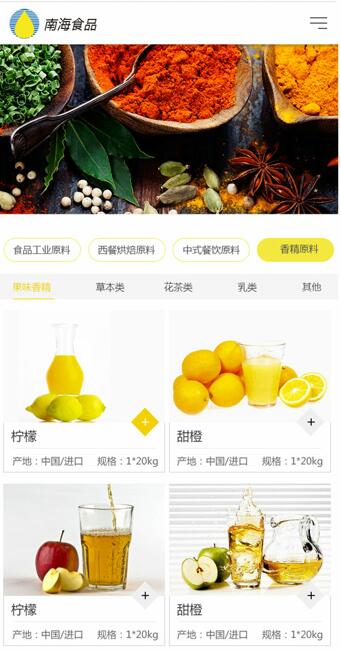 南海食品
食品工业原料 西餐烘焙原料 中式餐饮原料 香精原料
果味香精 草本类 花茶类 乳类 其他
柠檬 甜橙
产地：中国/进口 规格：1*20kg 产地：中国/进口 规格：1*20kg
柠檬 甜橙
产地：中国/进口 规格：1*20kg 产地：中国/进口 规格：1*20kg